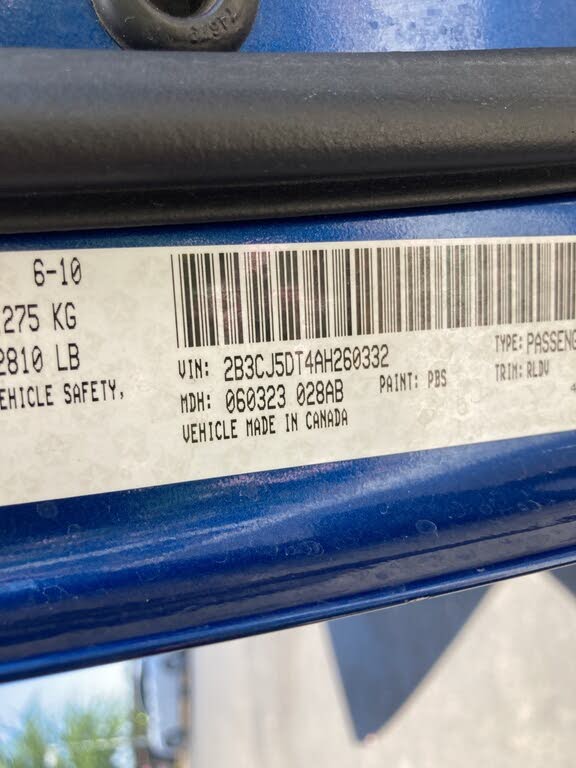 6-10
275 KG
2810 LB
EHICLE SAFETY,
VIN: 2B3CJ5DT4AH260332
TYPE: PASSENG
MDH: 060323 028AB
PAINT: PBS
TRIM: RLDV
VEHICLE MADE IN CANADA
4